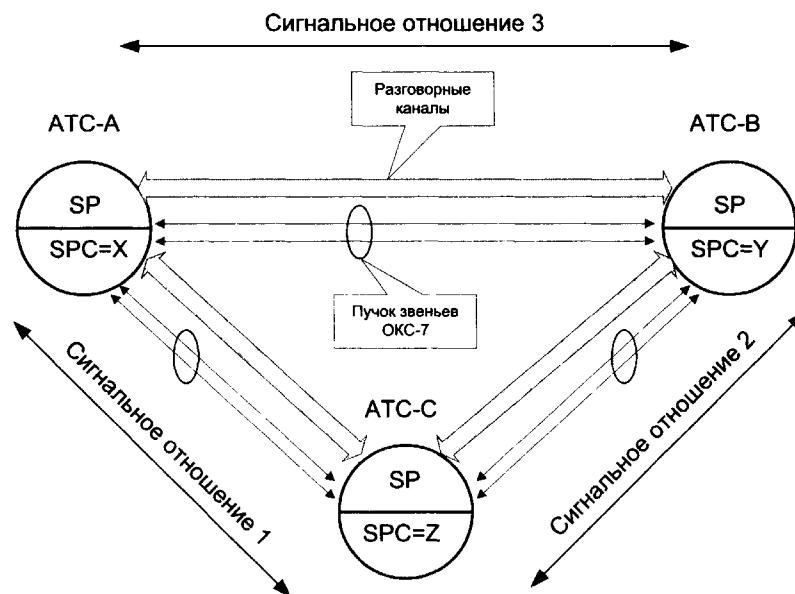 Сигнальное отношение 3
Разговорные
каналы
АТС-А
АТС-В
SP
SPC=X
SP
SPC=Y
Пучок звеньев
ОКС-7
Сигнальное отношение 1
Сигнальное отношение 2
АТС-С
SP
SPC=Z